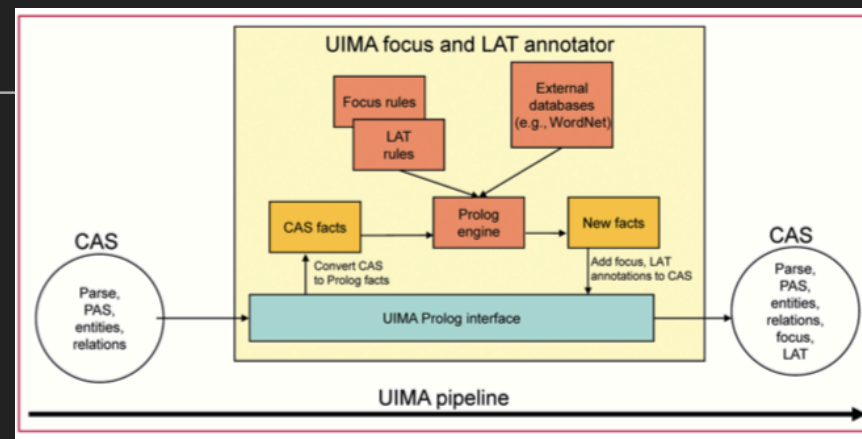 UIMA focus and LAT annotator
Focus rules
LAT
rules
External
databases
(e.g., WordNet)
CAS facts
Prolog
engine
New facts
Convert CAS
to Prolog facts
Add focus, LAT
annotations to CAS
UIMA Prolog interface
CAS
Parse,
PAS,
entities,
relations
CAS
Parse,
PAS,
entities,
relations,
focus,
LAT
UIMA pipeline